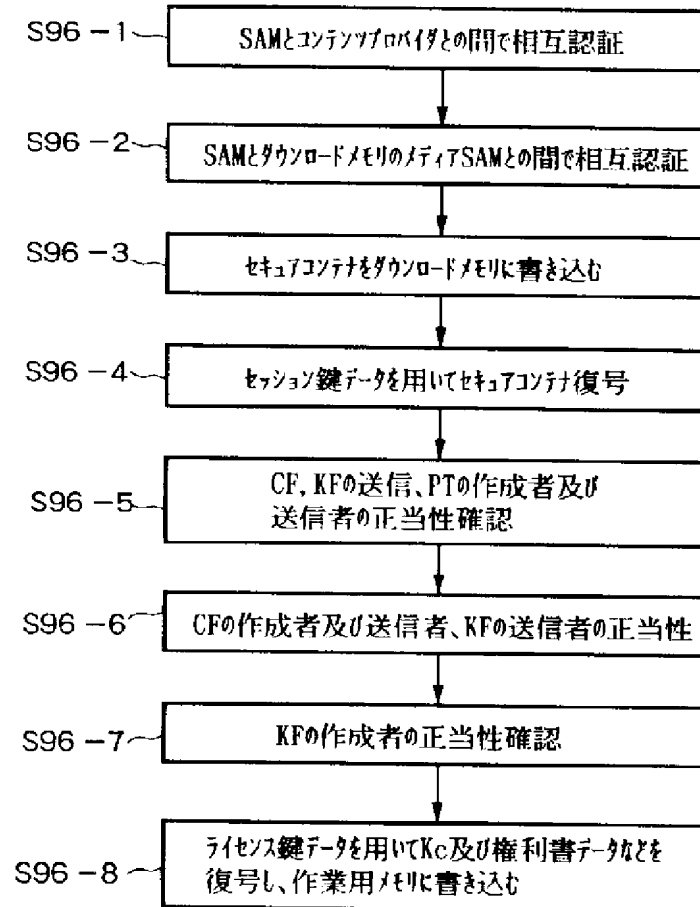 S96-1
SAMとコンテンツプロバイダとの間で相互認証
S96-2
SAMとダウンロードメモリのメディアSAMとの間で相互認証
S96-3
セキュアコンテナをダウンロードメモリに書き込む
S96-4
セッション鍵データを用いてセキュアコンテナ復号
S96-5
CF,KFの送信、PTの作成者及び
送信者の正当性確認
S96-6
CFの作成者及び送信者、KFの送信者の正当性
S96-7
KFの作成者の正当性確認
S96-8
ライセンス鍵データを用いてKc及び権利書データなどを
復号し、作業用メモリに書き込む